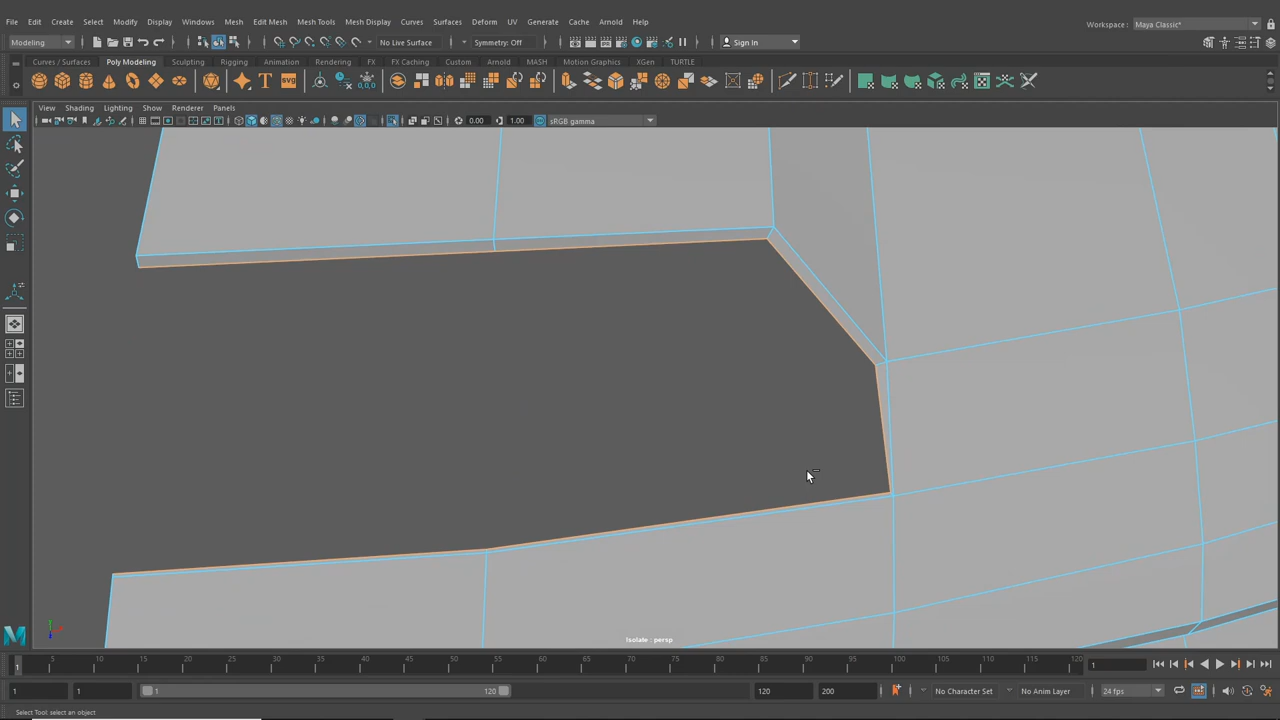 File Edit Create Select Modify Display Windows Mesh Edit Mesh Mesh Tools Mesh Display Curves Surfaces Deform UV Generate Cache Arnold Help
Workspace : Maya Classic*
Modeling No Live Surface Symmetry: Off Sign In
Curves / Surfaces Poly Modeling Sculpting Rigging Animation Rendering FX FX Caching Custom Arnold MASH Motion Graphics XGen TURTLE
View Shading Lighting Show Renderer Panels
0.00 1.00 sRGB gamma
Isolate : persp
5 10 15 20 25 30 35 40 45 50 55 60 65 70 75 80 85 90 95 100 105 110 115 120
1 1
1 1 1 120 120 200 No Character Set No Anim Layer 24 fps
Select Tool: select an object